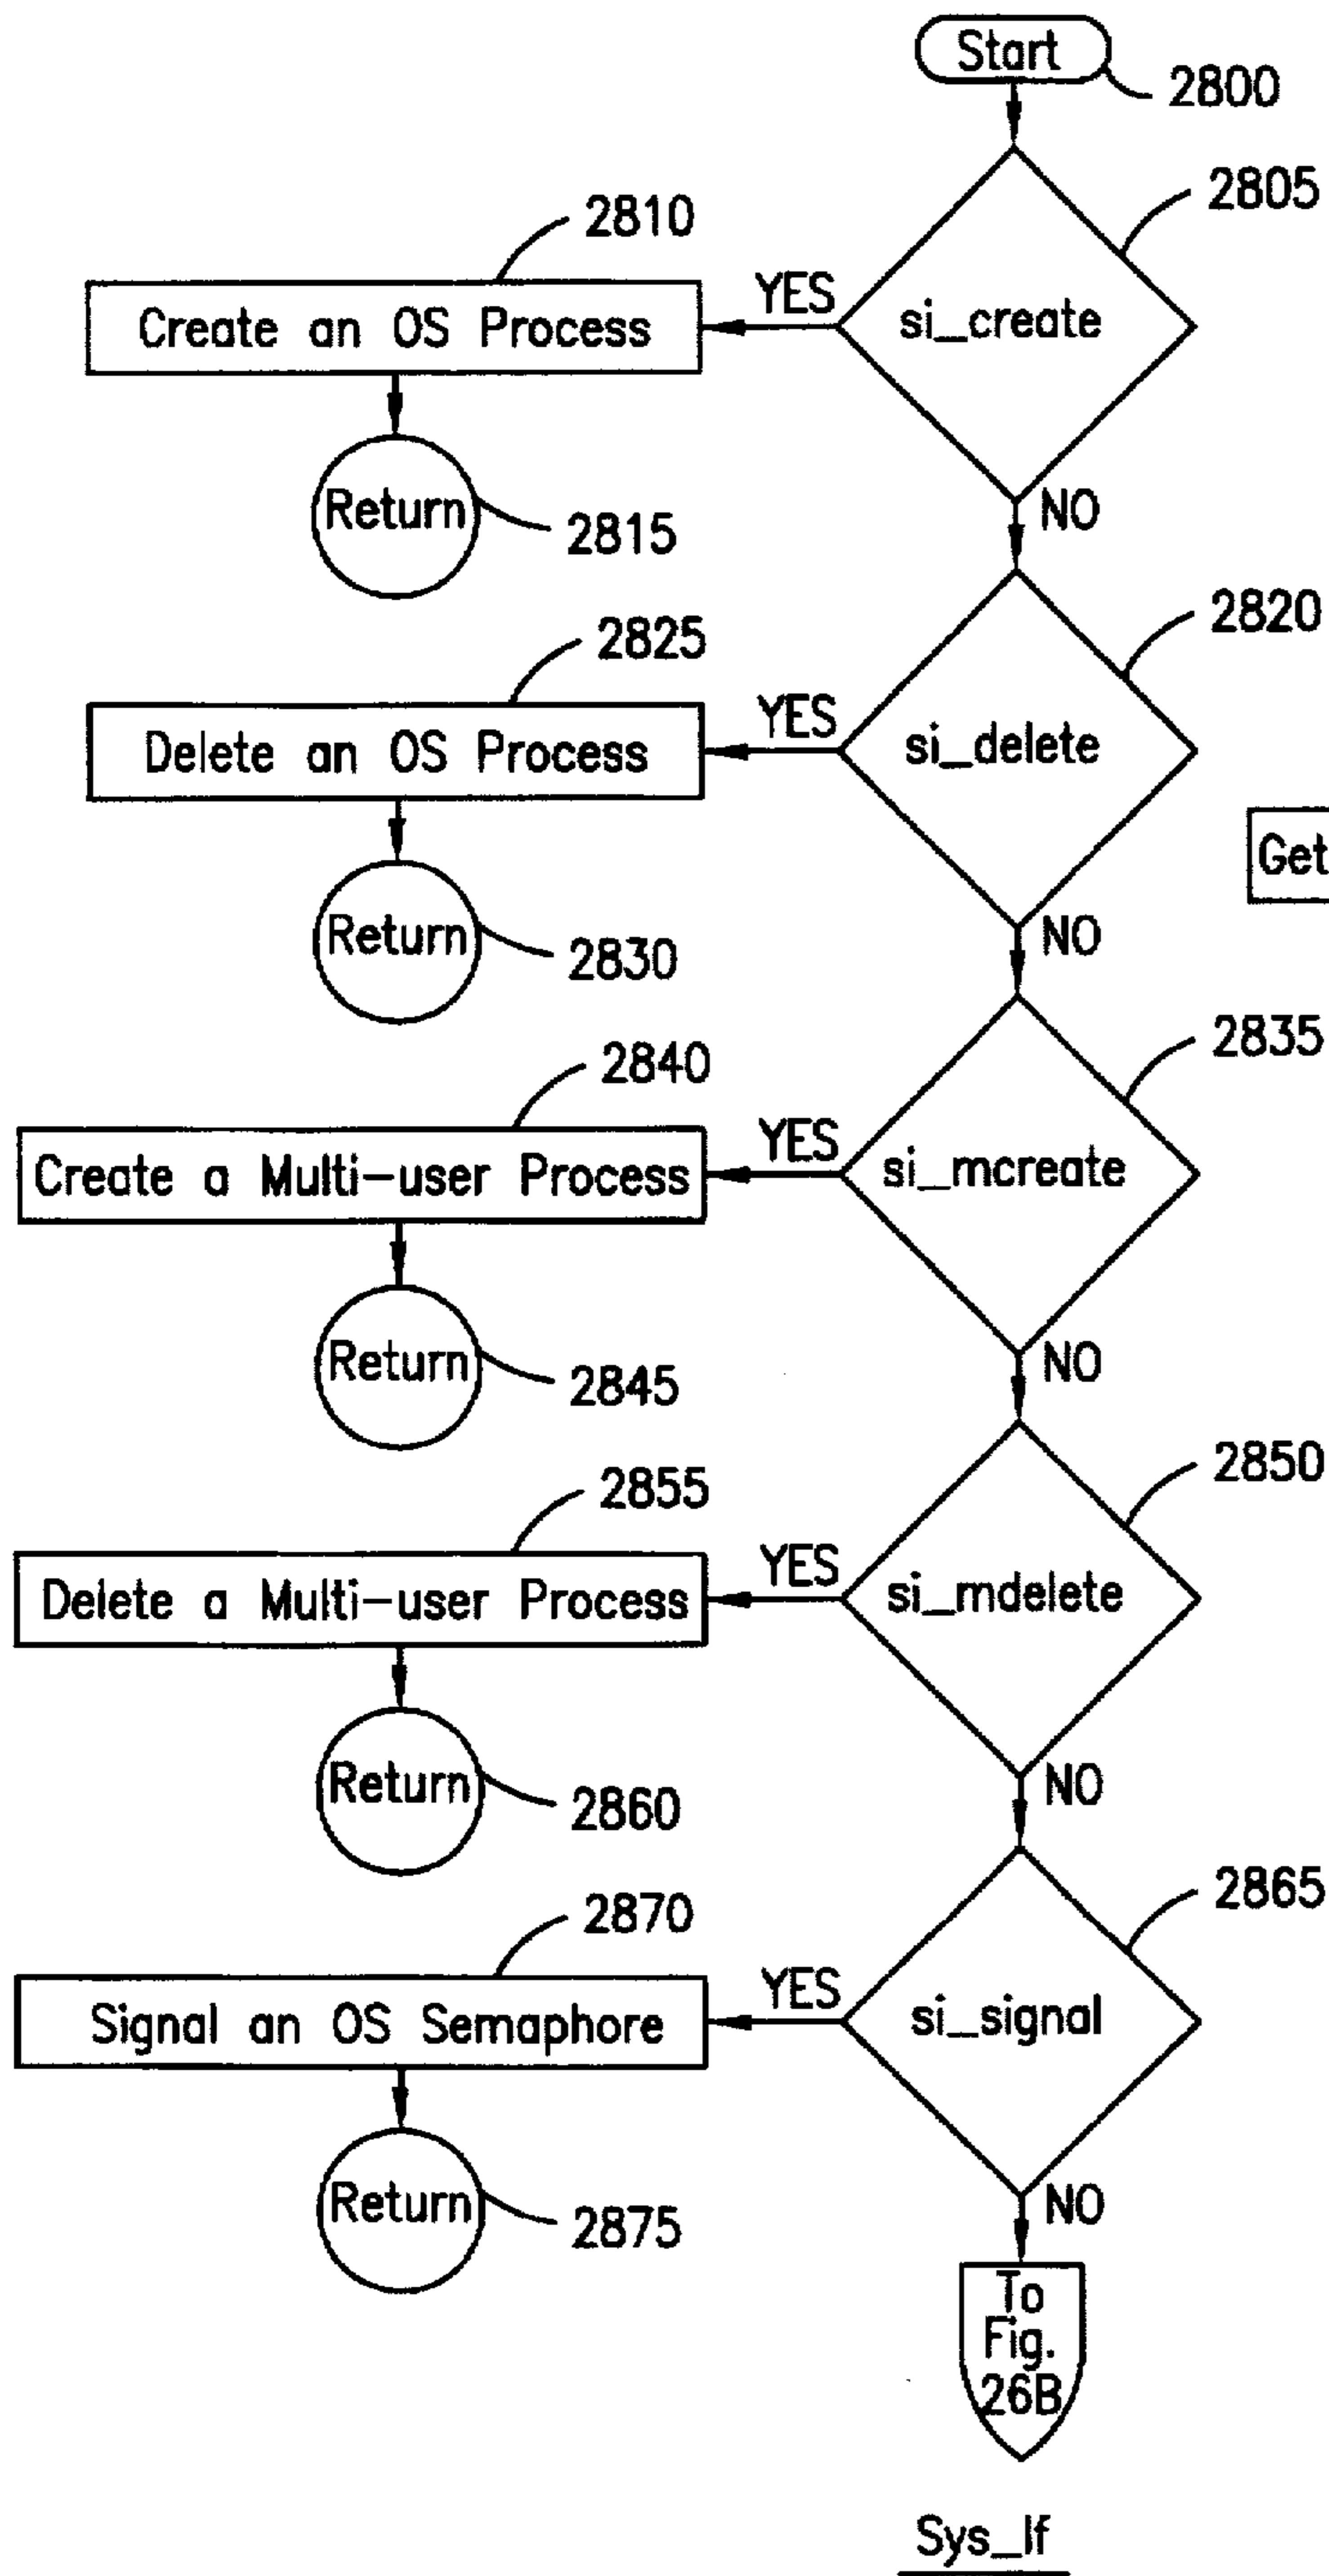 Start
2800
2805
2810
YES
si_create
Create an OS Process
NO
Return
2815
2820
2825
YES
si_delete
Delete an OS Process
Get
NO
Return
2830
2835
2840
YES
si_mcreate
Create a Multi-user Process
NO
Return
2845
2850
2855
YES
si_mdelete
Delete a Multi-user Process
NO
Return
2860
2865
2870
YES
si_signal
Signal an OS Semaphore
NO
Return
2875
To
Fig.
26B
Sys_If